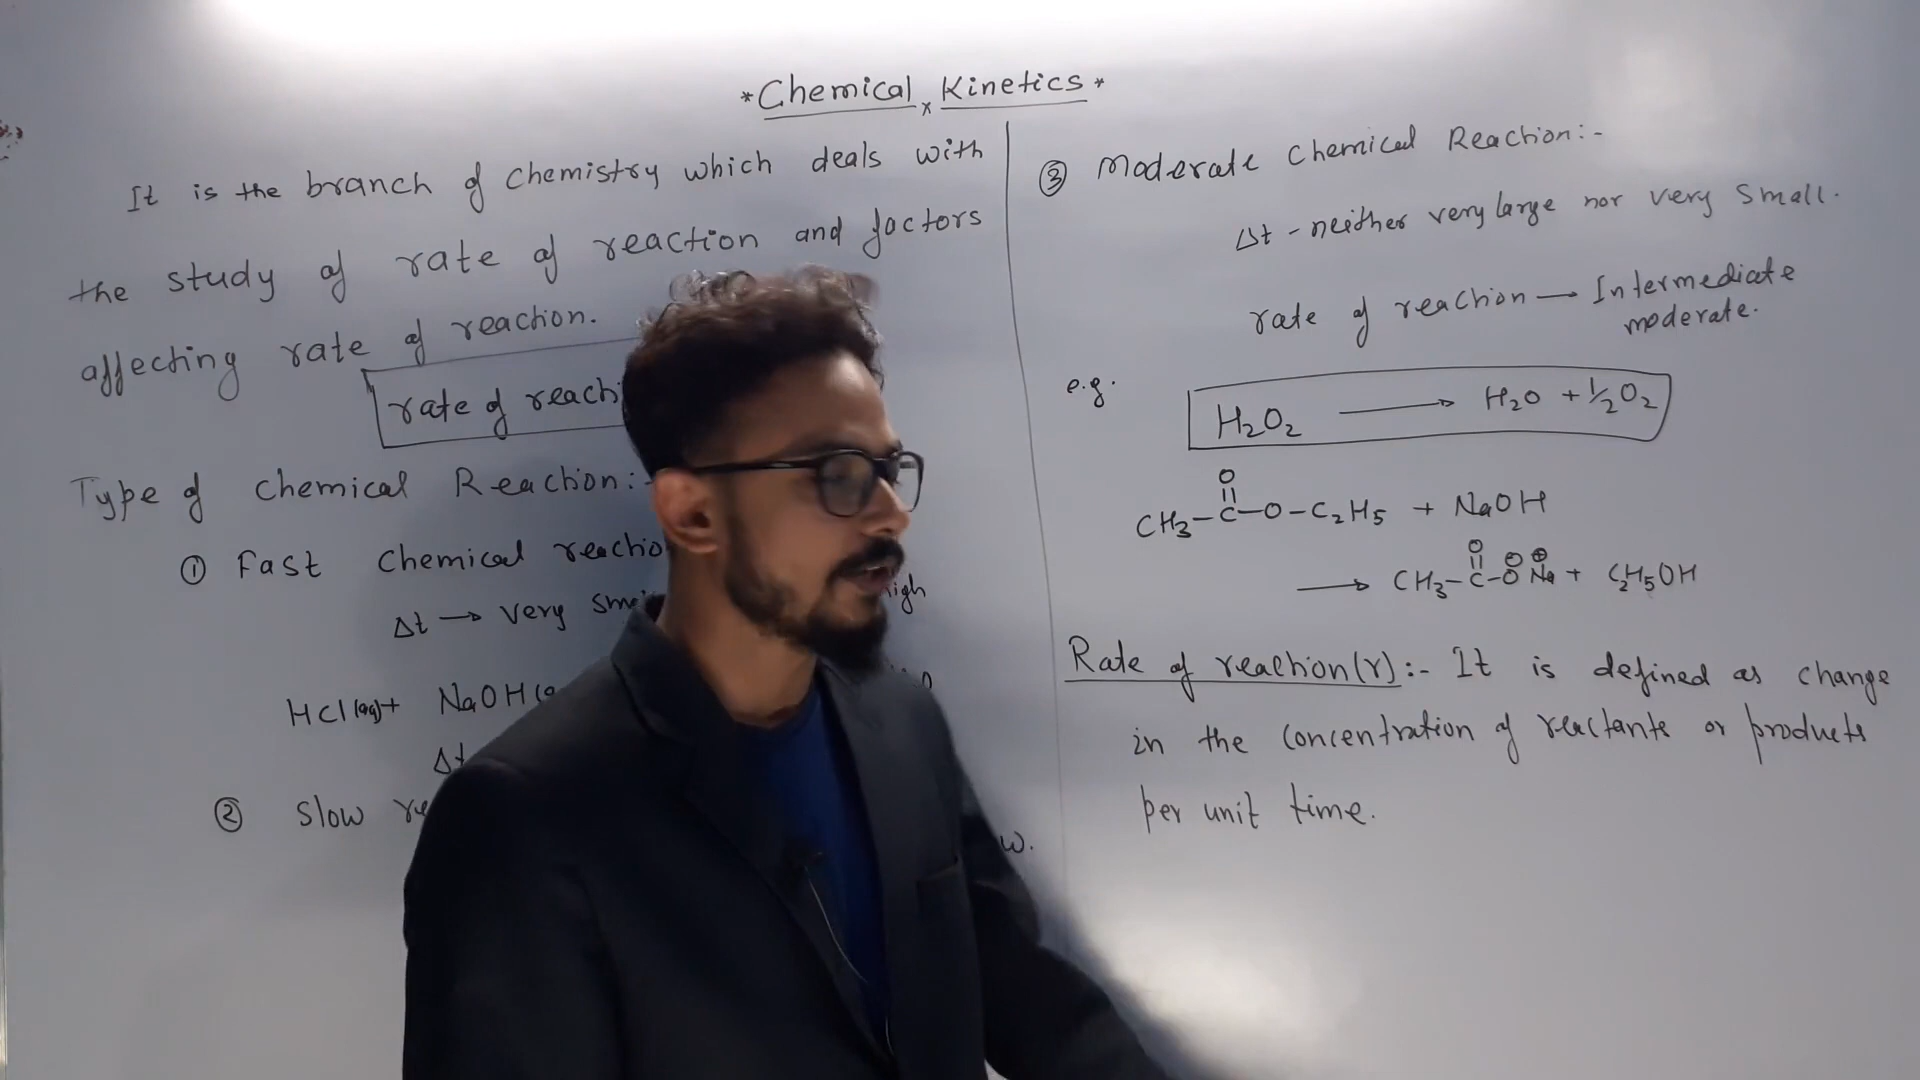 *Chemical x Kinetics*
It is the branch of chemistry which deals with
the study of rate of reaction and factors
affecting rate of reaction.
rate of reacti
Type of chemical Reaction:-
① Fast chemical reactio
Δt → very sma high
HCl(aq)+ NaOH(a
Δt
② Slow re w.
③ Moderate chemical Reaction:-
Δt - neither very large nor very small.
rate of reaction → Intermediate
moderate.
e.g. H₂O₂ → H₂O + ½O₂
O
||
CH₃-C-O-C₂H₅ + NaOH
O
||
→ CH₃-C-O⊖ Na⊕ + C₂H₅OH
Rate of reaction(r):- It is defined as change
in the concentration of reactants or products
per unit time.